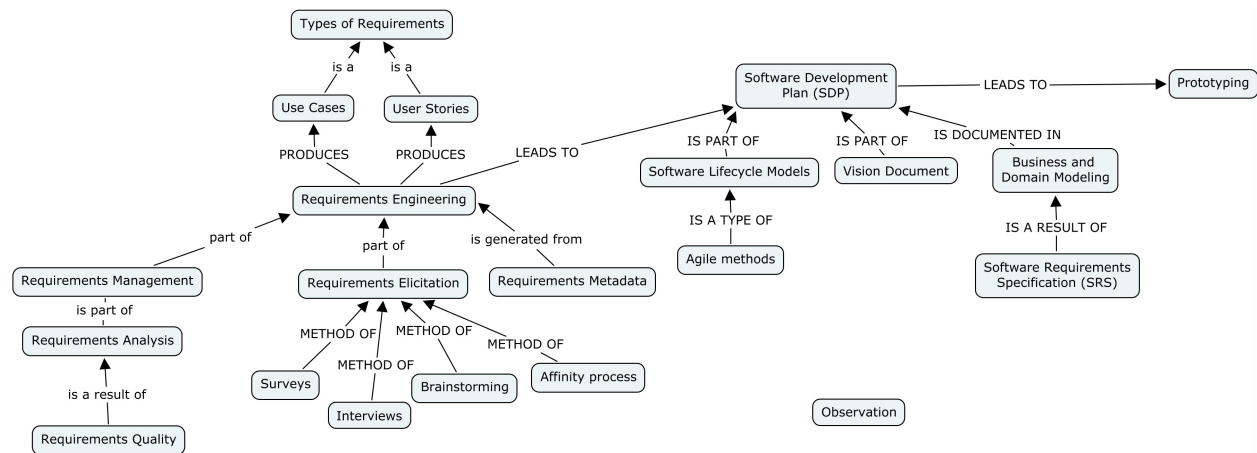 Types of Requirements
is a
is a
Use Cases
User Stories
PRODUCES
PRODUCES
Requirements Engineering
LEADS TO
Software Development
Plan (SDP)
LEADS TO
Prototyping
IS PART OF
IS PART OF
IS DOCUMENTED IN
Software Lifecycle Models
Vision Document
Business and
Domain Modeling
IS A TYPE OF
IS A RESULT OF
Agile methods
Software Requirements
Specification (SRS)
part of
part of
is generated from
Requirements Management
Requirements Elicitation
Requirements Metadata
is part of
Requirements Analysis
is a result of
Requirements Quality
METHOD OF
METHOD OF
METHOD OF
METHOD OF
Surveys
Interviews
Brainstorming
Affinity process
Observation